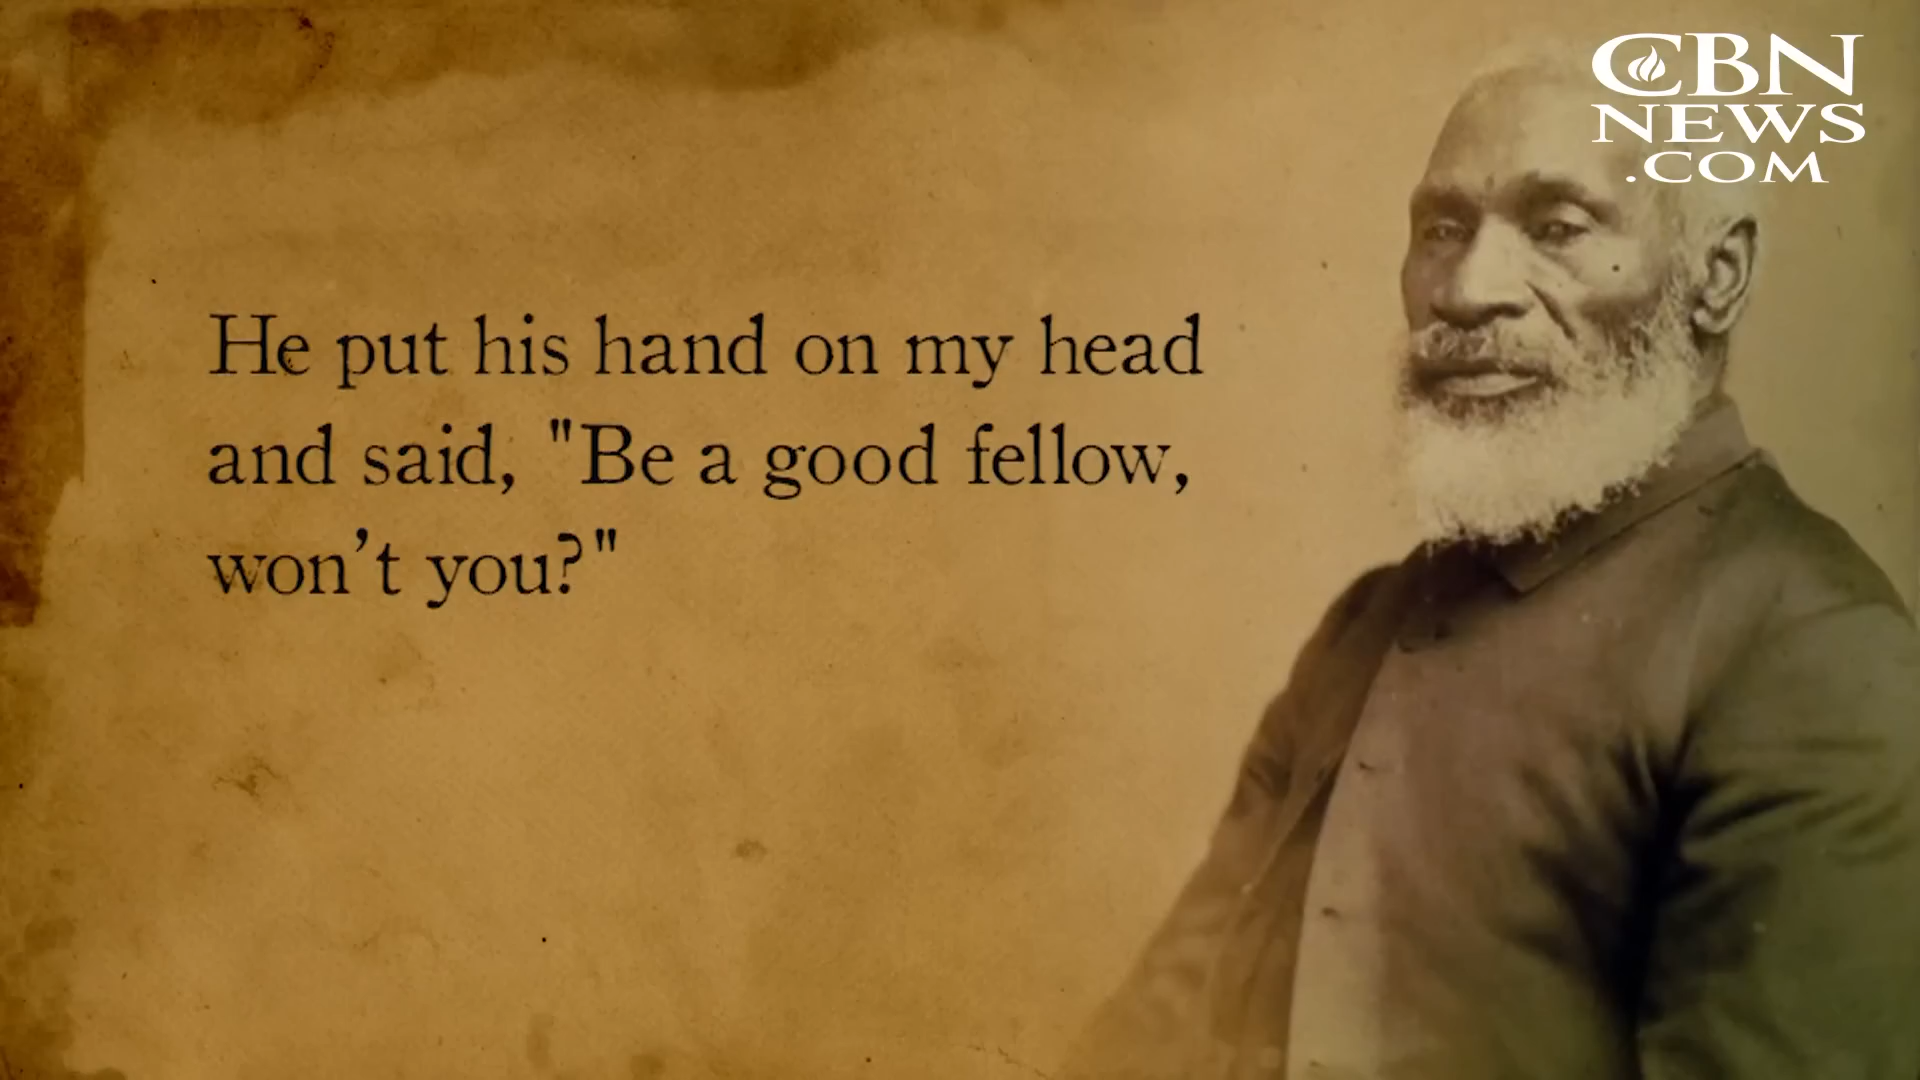 CBN
NEWS
.COM
He put his hand on my head
and said, "Be a good fellow,
won’t you?"